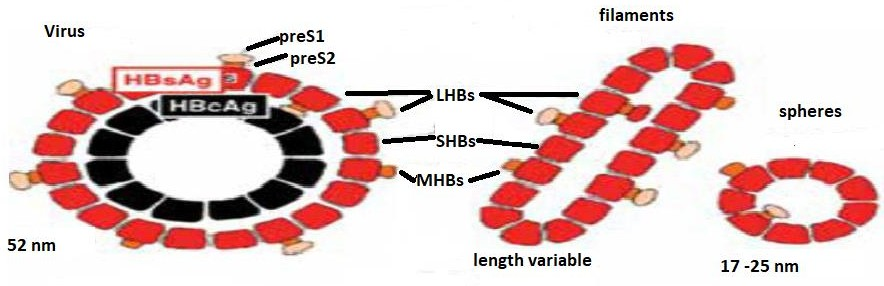 Virus
filaments
preS1
preS2
HBsAg
S
HBcAg
LHBs
spheres
SHBs
MHBs
52 nm
length variable
17 -25 nm